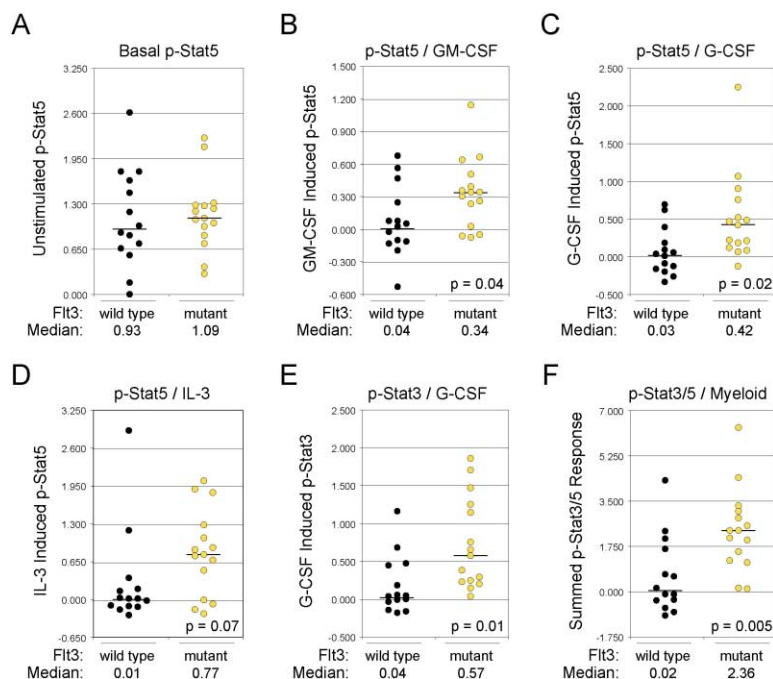 A
Basal p-Stat5
Unstimulated p-Stat5
3.250
2.600
1.950
1.300
0.650
0.000
Flt3: wild type mutant
Median: 0.93 1.09
B
p-Stat5 / GM-CSF
GM-CSF Induced p-Stat5
1.500
1.200
0.900
0.600
0.300
0.000
-0.300
-0.600
p = 0.04
Flt3: wild type mutant
Median: 0.04 0.34
C
p-Stat5 / G-CSF
G-CSF Induced p-Stat5
2.500
2.000
1.500
1.000
0.500
0.000
-0.500
p = 0.02
Flt3: wild type mutant
Median: 0.03 0.42
D
p-Stat5 / IL-3
IL-3 Induced p-Stat5
3.250
2.600
1.950
1.300
0.650
0.000
-0.650
p = 0.07
Flt3: wild type mutant
Median: 0.01 0.77
E
p-Stat3 / G-CSF
G-CSF Induced p-Stat3
2.500
2.000
1.500
1.000
0.500
0.000
-0.500
p = 0.01
Flt3: wild type mutant
Median: 0.04 0.57
F
p-Stat3/5 / Myeloid
Summed p-Stat3/5 Response
7.000
5.250
3.500
1.750
0.000
-1.750
p = 0.005
Flt3: wild type mutant
Median: 0.02 2.36